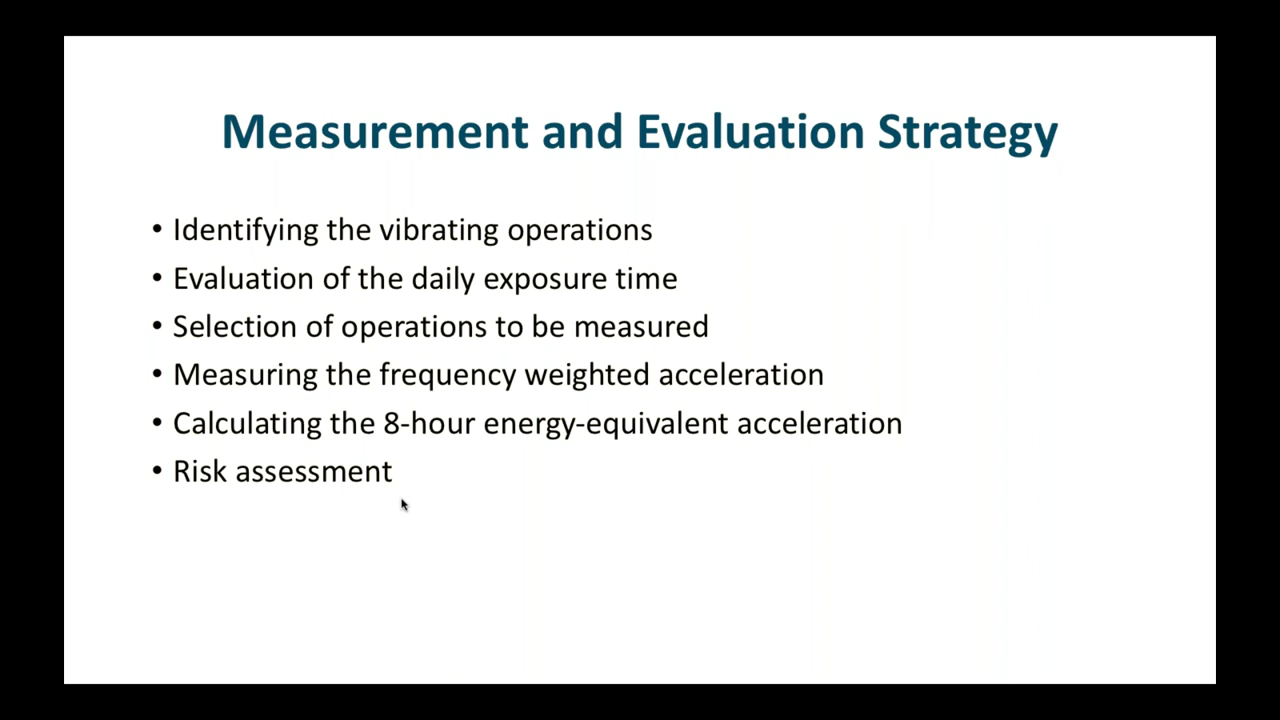 Measurement and Evaluation Strategy
• Identifying the vibrating operations
• Evaluation of the daily exposure time
• Selection of operations to be measured
• Measuring the frequency weighted acceleration
• Calculating the 8-hour energy-equivalent acceleration
• Risk assessment